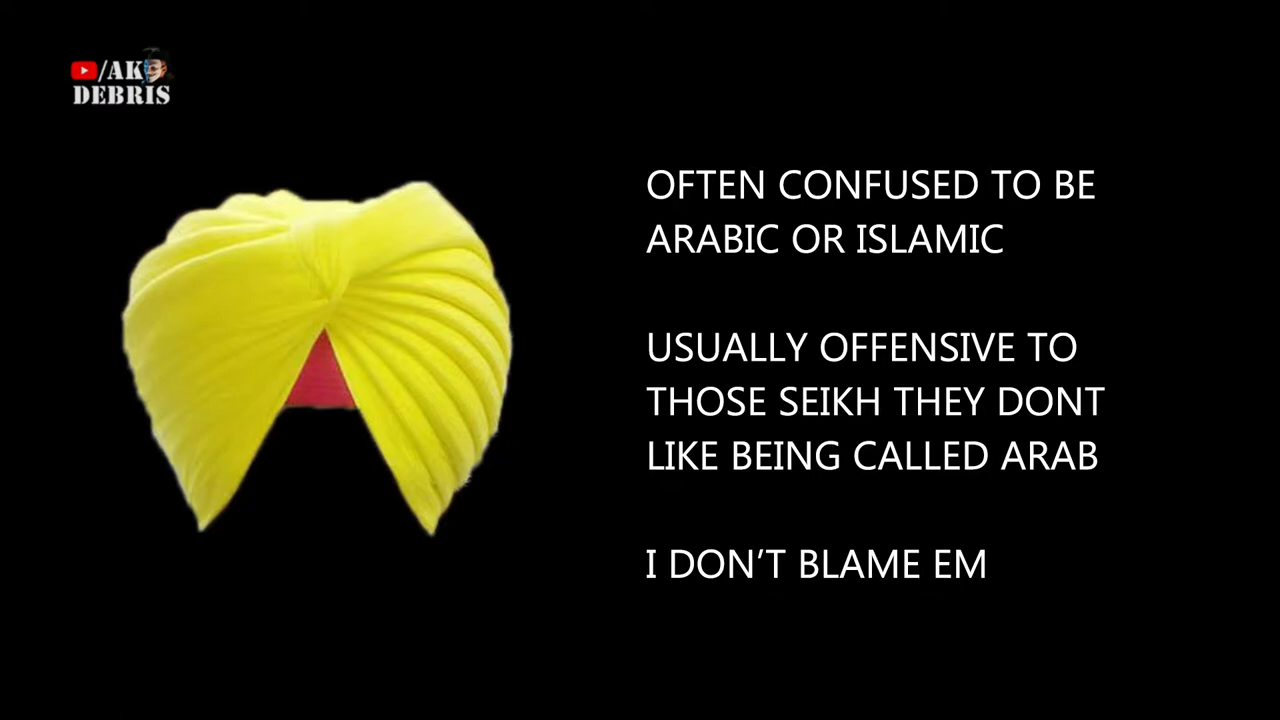 /AK
DEBRIS
OFTEN CONFUSED TO BE
ARABIC OR ISLAMIC
USUALLY OFFENSIVE TO
THOSE SEIKH THEY DONT
LIKE BEING CALLED ARAB
I DON’T BLAME EM